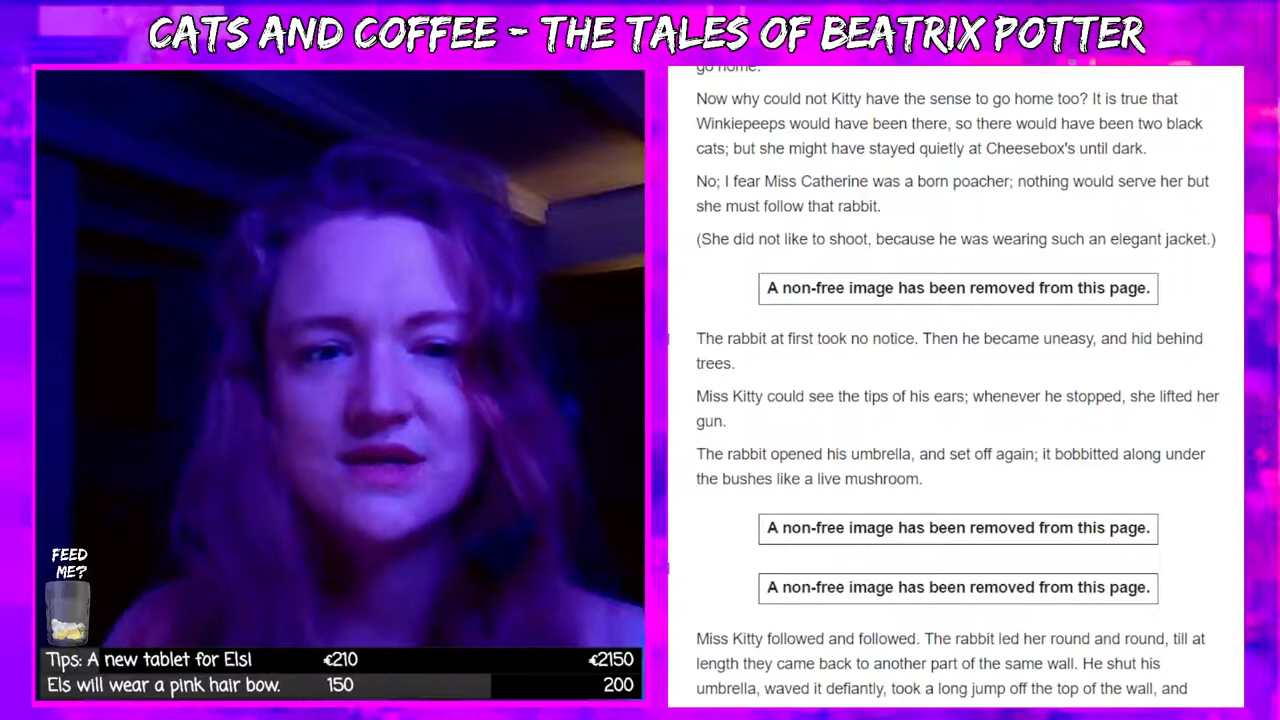 CATS AND COFFEE - THE TALES OF BEATRIX POTTER
go home.
Now why could not Kitty have the sense to go home too? It is true that
Winkiepeeps would have been there, so there would have been two black
cats; but she might have stayed quietly at Cheesebox's until dark.
No; I fear Miss Catherine was a born poacher; nothing would serve her but
she must follow that rabbit.
(She did not like to shoot, because he was wearing such an elegant jacket.)
A non-free image has been removed from this page.
The rabbit at first took no notice. Then he became uneasy, and hid behind
trees.
Miss Kitty could see the tips of his ears; whenever he stopped, she lifted her
gun.
The rabbit opened his umbrella, and set off again; it bobbitted along under
the bushes like a live mushroom.
A non-free image has been removed from this page.
A non-free image has been removed from this page.
Miss Kitty followed and followed. The rabbit led her round and round, till at
length they came back to another part of the same wall. He shut his
umbrella, waved it defiantly, took a long jump off the top of the wall, and
FEED
ME?
Tips: A new tablet for Els! €210 €2150
Els will wear a pink hair bow. 150 200